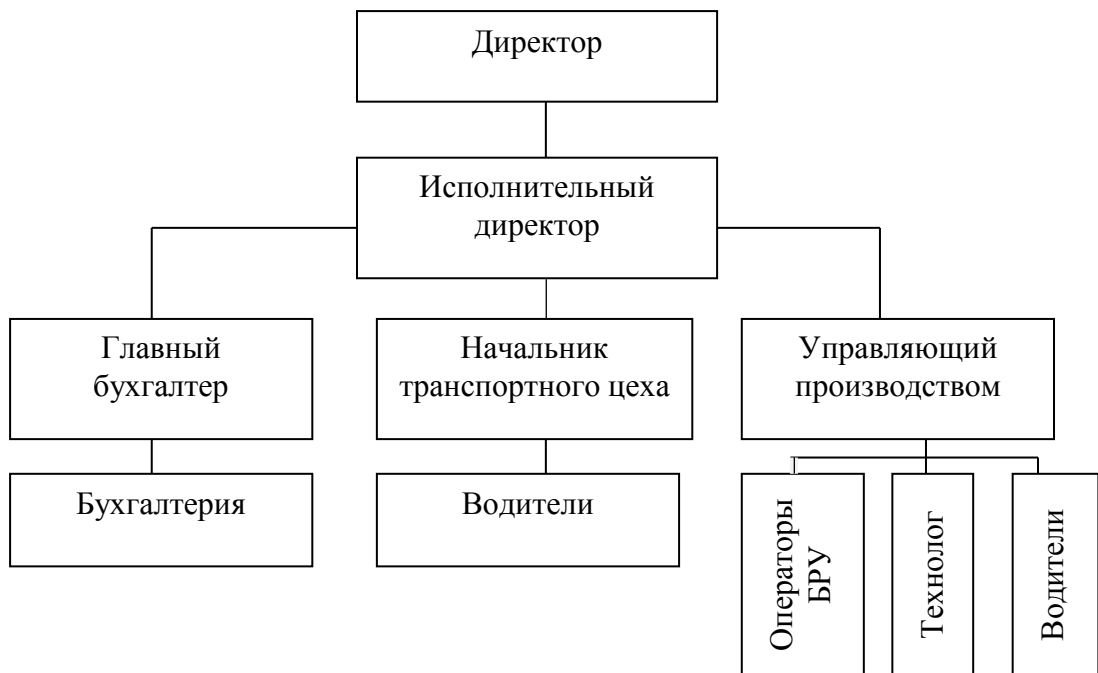 Директор
Исполнительный
директор
Главный
бухгалтер
Начальник
транспортного цеха
Управляющий
производством
Бухгалтерия
Водители
Операторы
БРУ
Технолог
Водители